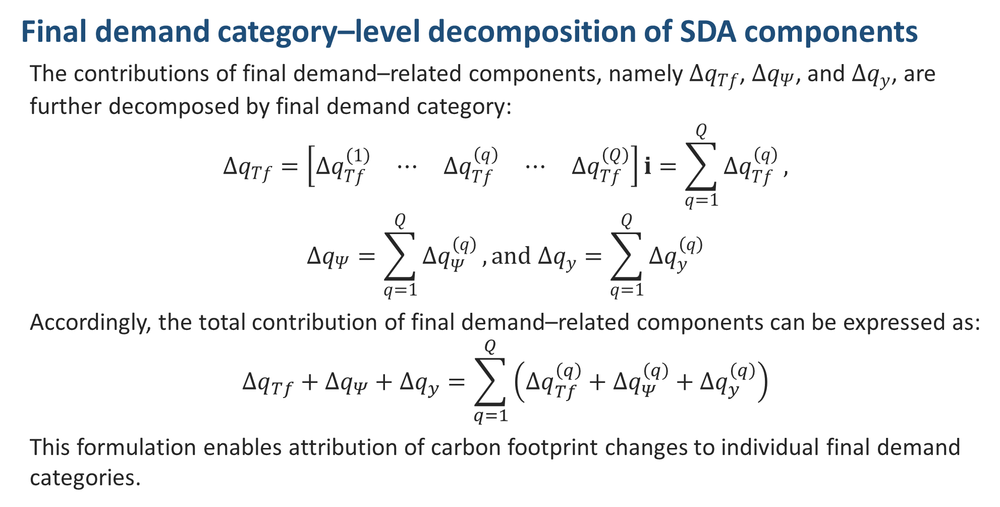 Final demand category–level decomposition of SDA components
The contributions of final demand–related components, namely Δq_{Tf}, Δq_Ψ, and Δq_y, are
further decomposed by final demand category:
Δq_{Tf} = [Δq_{Tf}^{(1)} ⋯ Δq_{Tf}^{(q)} ⋯ Δq_{Tf}^{(Q)}] 𝐢 = ∑_{q=1}^{Q} Δq_{Tf}^{(q)},
Δq_Ψ = ∑_{q=1}^{Q} Δq_Ψ^{(q)}, and Δq_y = ∑_{q=1}^{Q} Δq_y^{(q)}
Accordingly, the total contribution of final demand–related components can be expressed as:
Δq_{Tf} + Δq_Ψ + Δq_y = ∑_{q=1}^{Q} (Δq_{Tf}^{(q)} + Δq_Ψ^{(q)} + Δq_y^{(q)})
This formulation enables attribution of carbon footprint changes to individual final demand
categories.